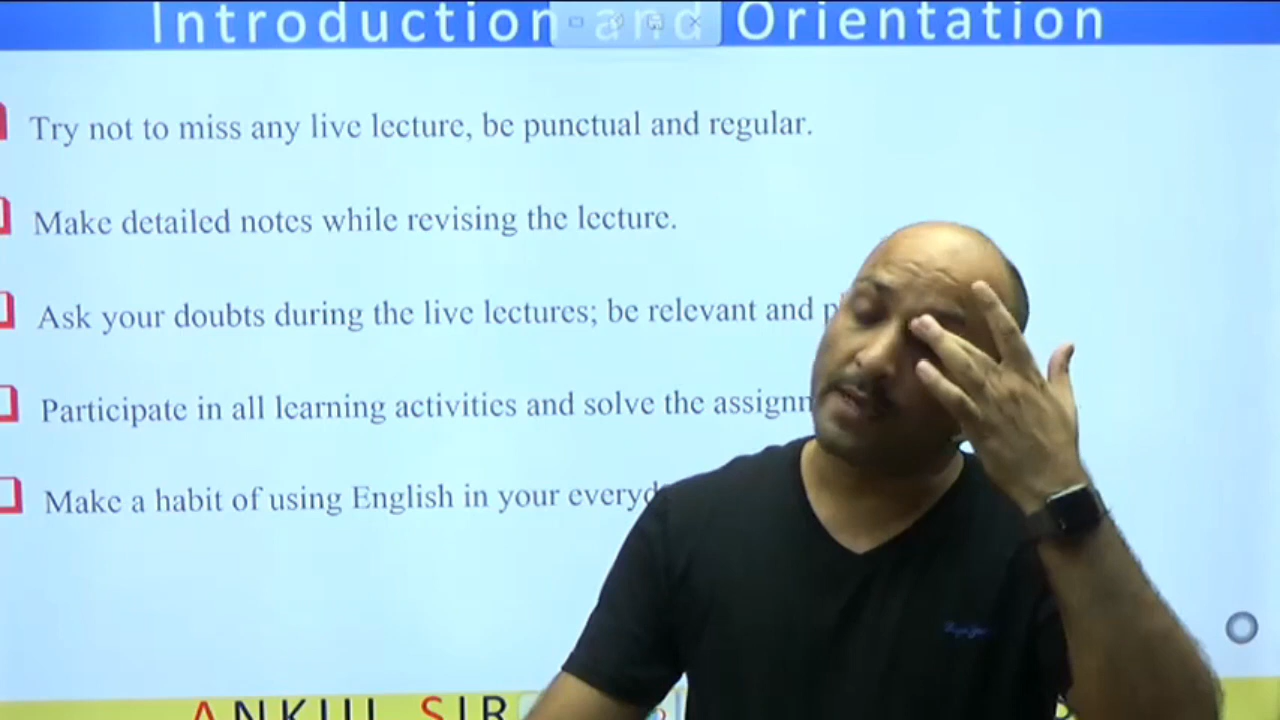 Introduction and Orientation
Try not to miss any live lecture, be punctual and regular.
Make detailed notes while revising the lecture.
Ask your doubts during the live lectures; be relevant and
Participate in all learning activities and solve the
Make a habit of using English in your
SIR